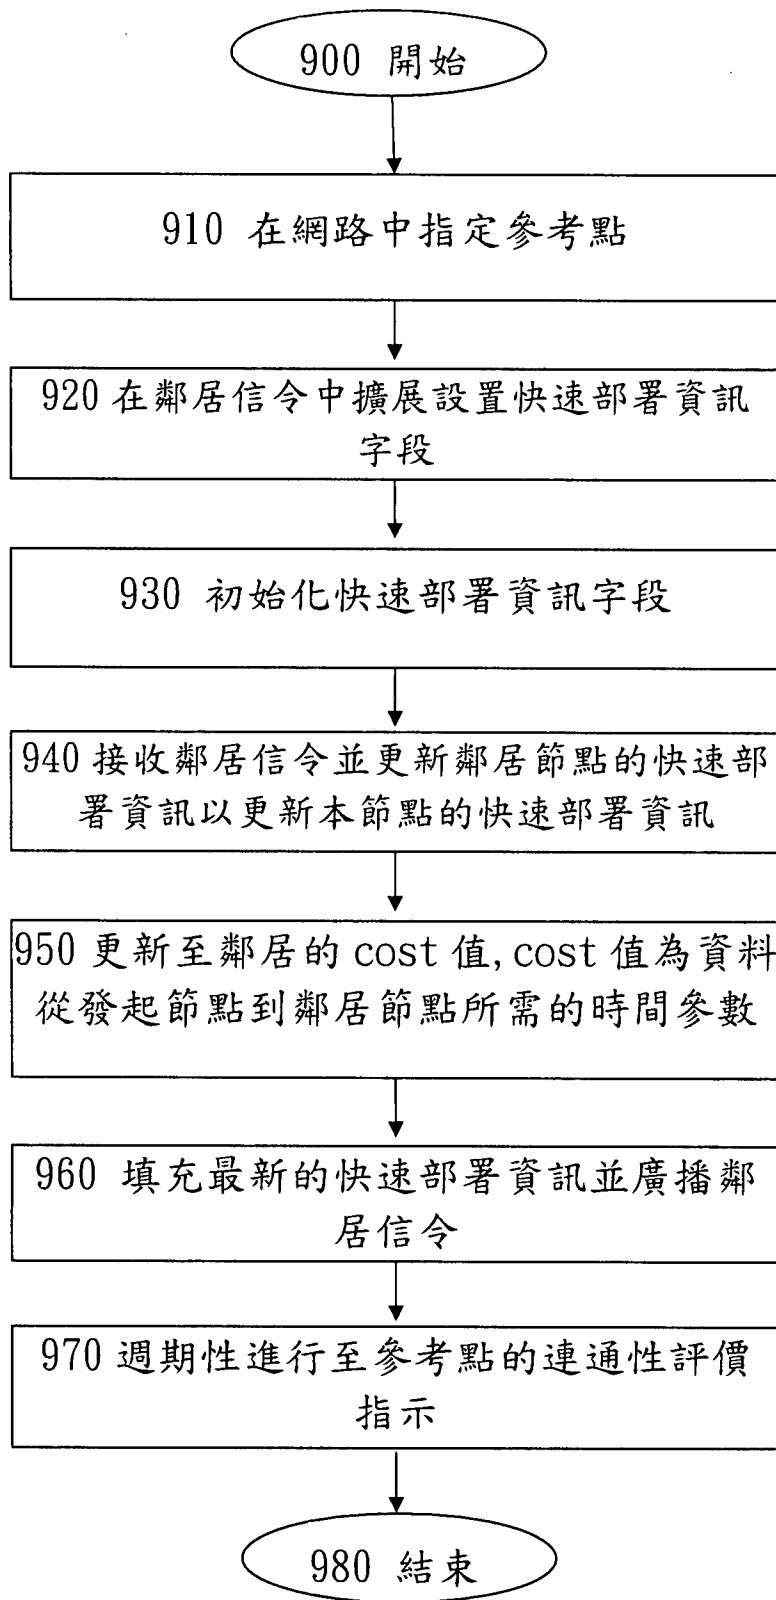 900 開始
910 在網路中指定參考點
920 在鄰居信令中擴展設置快速部署資訊
字段
930 初始化快速部署資訊字段
940 接收鄰居信令並更新鄰居節點的快速部
署資訊以更新本節點的快速部署資訊
950 更新至鄰居的 cost 值, cost 值為資料
從發起節點到鄰居節點所需的時間參數
960 填充最新的快速部署資訊並廣播鄰
居信令
970 週期性進行至參考點的連通性評價
指示
980 結束